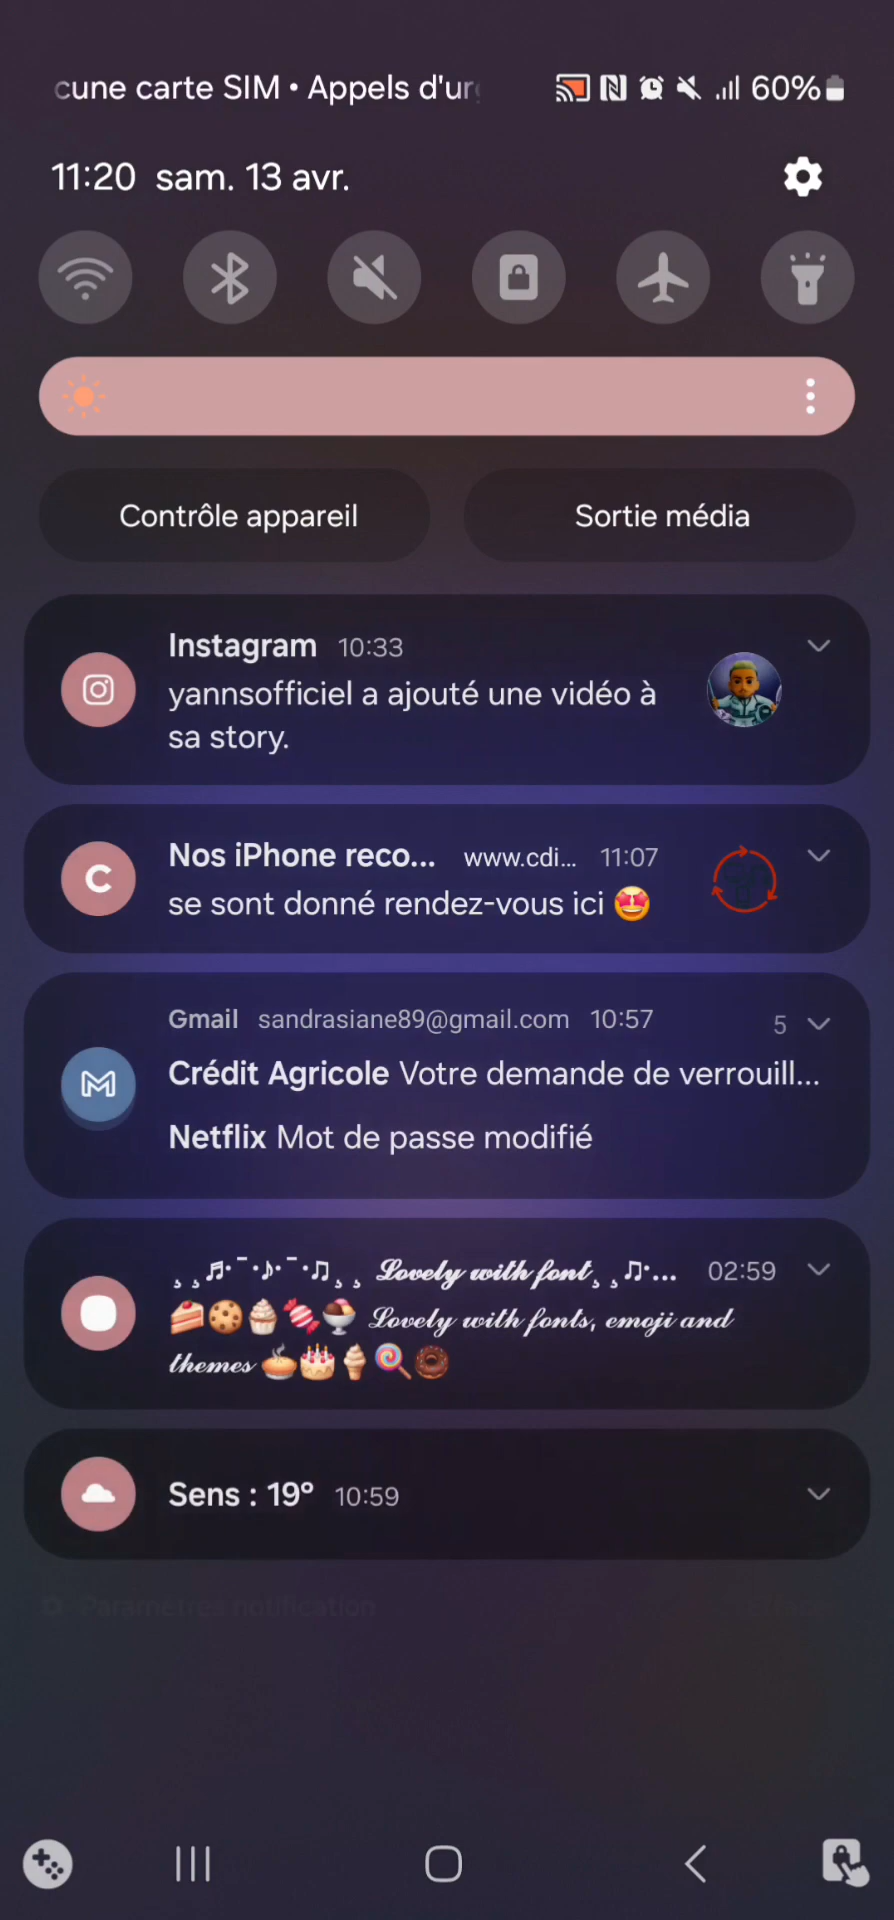 cune carte SIM • Appels d'ur
60%
11:20 sam. 13 avr.
Contrôle appareil
Sortie média
Instagram 10:33
yannsofficiel a ajouté une vidéo à
sa story.
C
Nos iPhone reco... www.cdi... 11:07
se sont donné rendez-vous ici 🤩
Gmail sandrasiane89@gmail.com 10:57 5
Crédit Agricole Votre demande de verrouill...
Netflix Mot de passe modifié
¸¸♬·¯·♪·¯·♫¸¸ 𝓛𝓸𝓿𝓮𝓵𝔂 𝔀𝓲𝓽𝓱 𝓯𝓸𝓷𝓽¸¸♫·... 02:59
🍰🍪🧁🍬🍨 𝓛𝓸𝓿𝓮𝓵𝔂 𝔀𝓲𝓽𝓱 𝓯𝓸𝓷𝓽𝓼, 𝓮𝓶𝓸𝓳𝓲 𝓪𝓷𝓭
𝓽𝓱𝓮𝓶𝓮𝓼 🥧🎂🍦🍭🍩
Sens : 19° 10:59
Paramètres notification